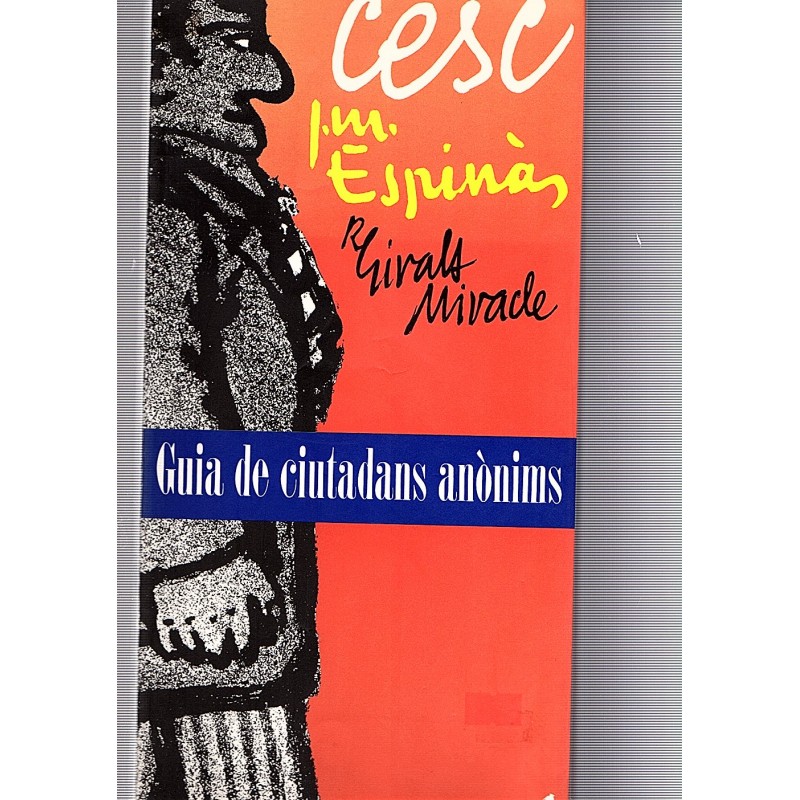 Cesc
J.M.
Espinàs
R Giralt
Miracle
Guia de ciutadans anònims